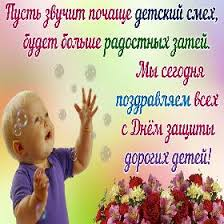 Пусть звучит почаще детский смех,
будет больше радостных затей.
Мы сегодня
поздравляем всех
с Днём защиты
дорогих детей!